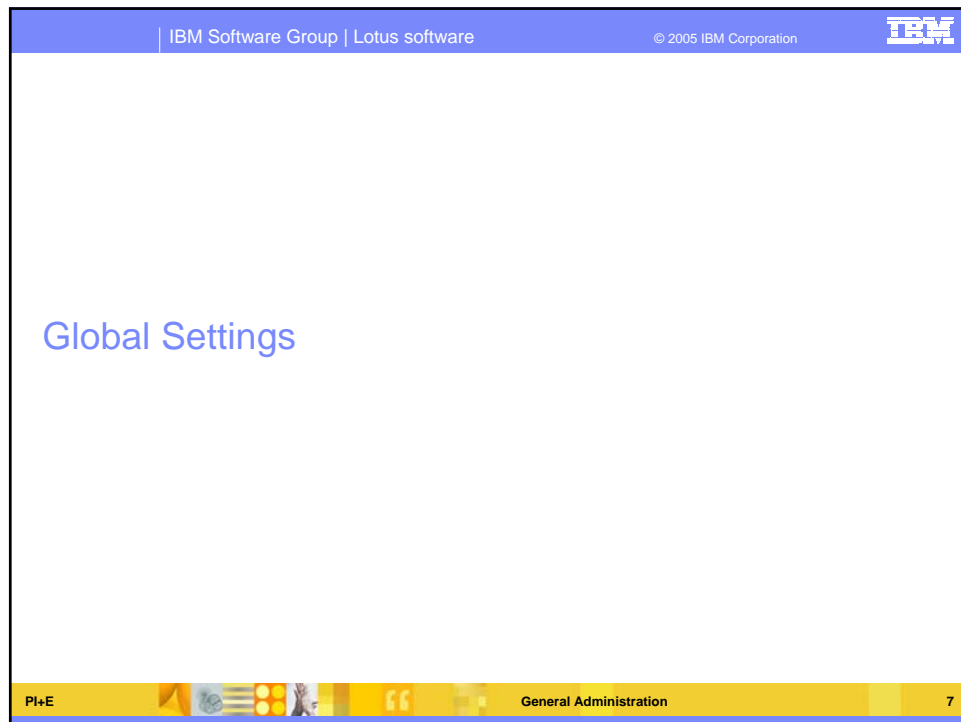 IBM Software Group | Lotus software © 2005 IBM Corporation IBM
Global Settings
PI+E General Administration 7